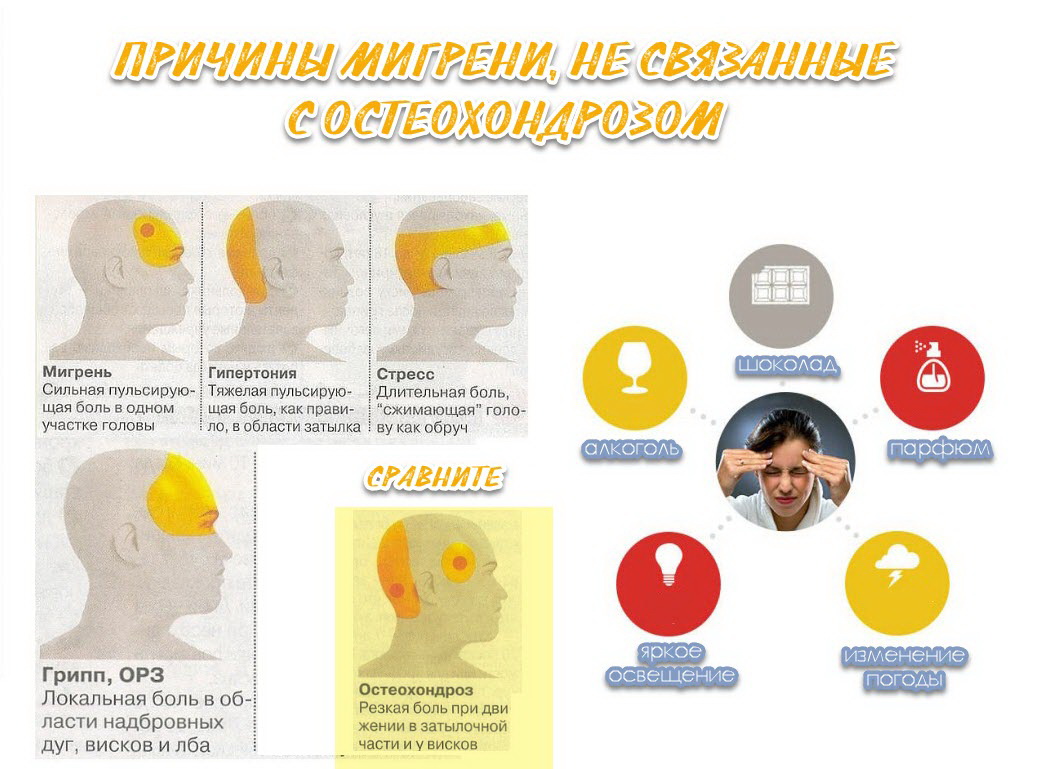 ПРИЧИНЫ МИГРЕНИ, НЕ СВЯЗАННЫЕ
С ОСТЕОХОНДРОЗОМ
Мигрень
Сильная пульсирую-
щая боль в одном
участке головы
Гипертония
Тяжелая пульсирую-
щая боль, как прави-
ло, в области затылка
Стресс
Длительная боль,
"сжимающая" голо-
ву как обруч
Грипп, ОРЗ
Локальная боль в об-
ласти надбровных
дуг, висков и лба
СРАВНИТЕ
Остеохондроз
Резкая боль при дви
жении в затылочной
части и у висков
шоколад
алкоголь
парфюм
яркое
освещение
изменение
погоды